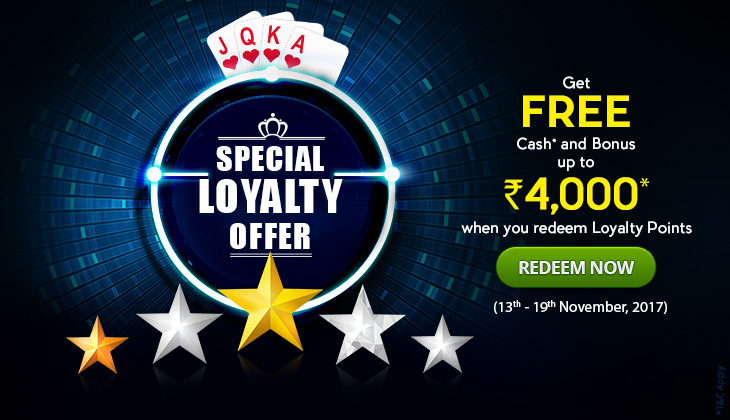 J Q K A
SPECIAL
LOYALTY
OFFER
Get
FREE
Cash* and Bonus
up to
₹4,000*
when you redeem Loyalty Points
REDEEM NOW
(13th - 19th November, 2017)
*T&C Apply